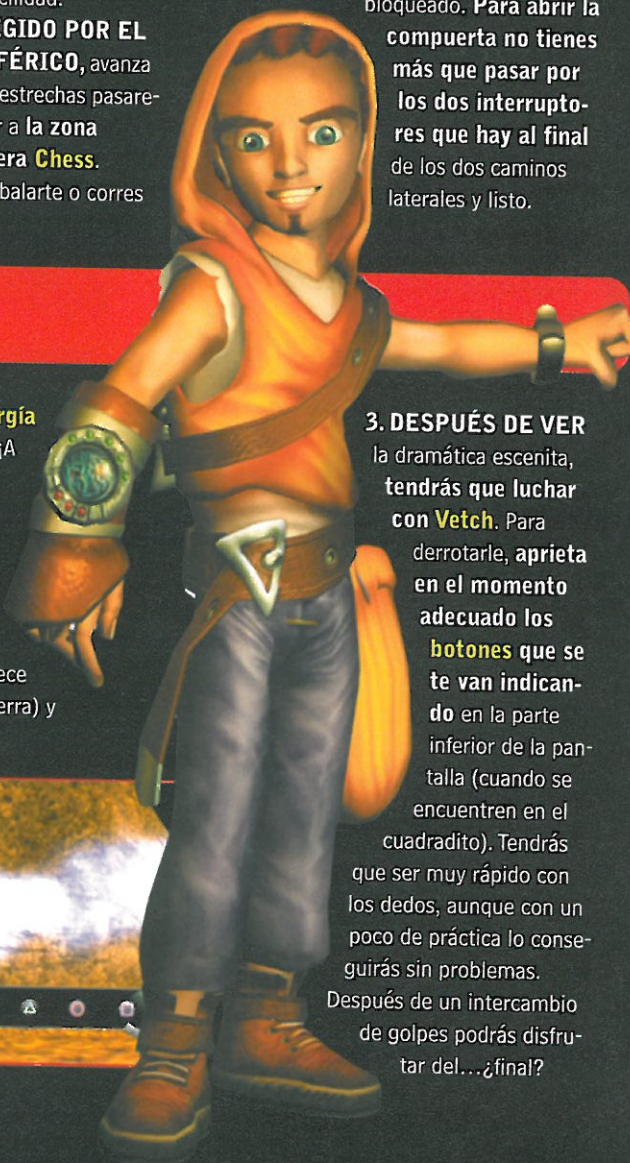 EGIDO POR EL
FÉRICO, avanza
estrechas pasare-
r a la zona
era Chess.
balarte o corres
rgía
¡A
ece
erra) y
bloqueado. Para abrir la
compuerta no tienes
más que pasar por
los dos interrupto-
res que hay al final
de los dos caminos
laterales y listo.
3. DESPUÉS DE VER
la dramática escenita,
tendrás que luchar
con Vetch. Para
derrotarle, aprieta
en el momento
adecuado los
botones que se
te van indican-
do en la parte
inferior de la pan-
talla (cuando se
encuentren en el
cuadradito). Tendrás
que ser muy rápido con
los dedos, aunque con un
poco de práctica lo conse-
guirás sin problemas.
Después de un intercambio
de golpes podrás disfru-
tar del...¿final?